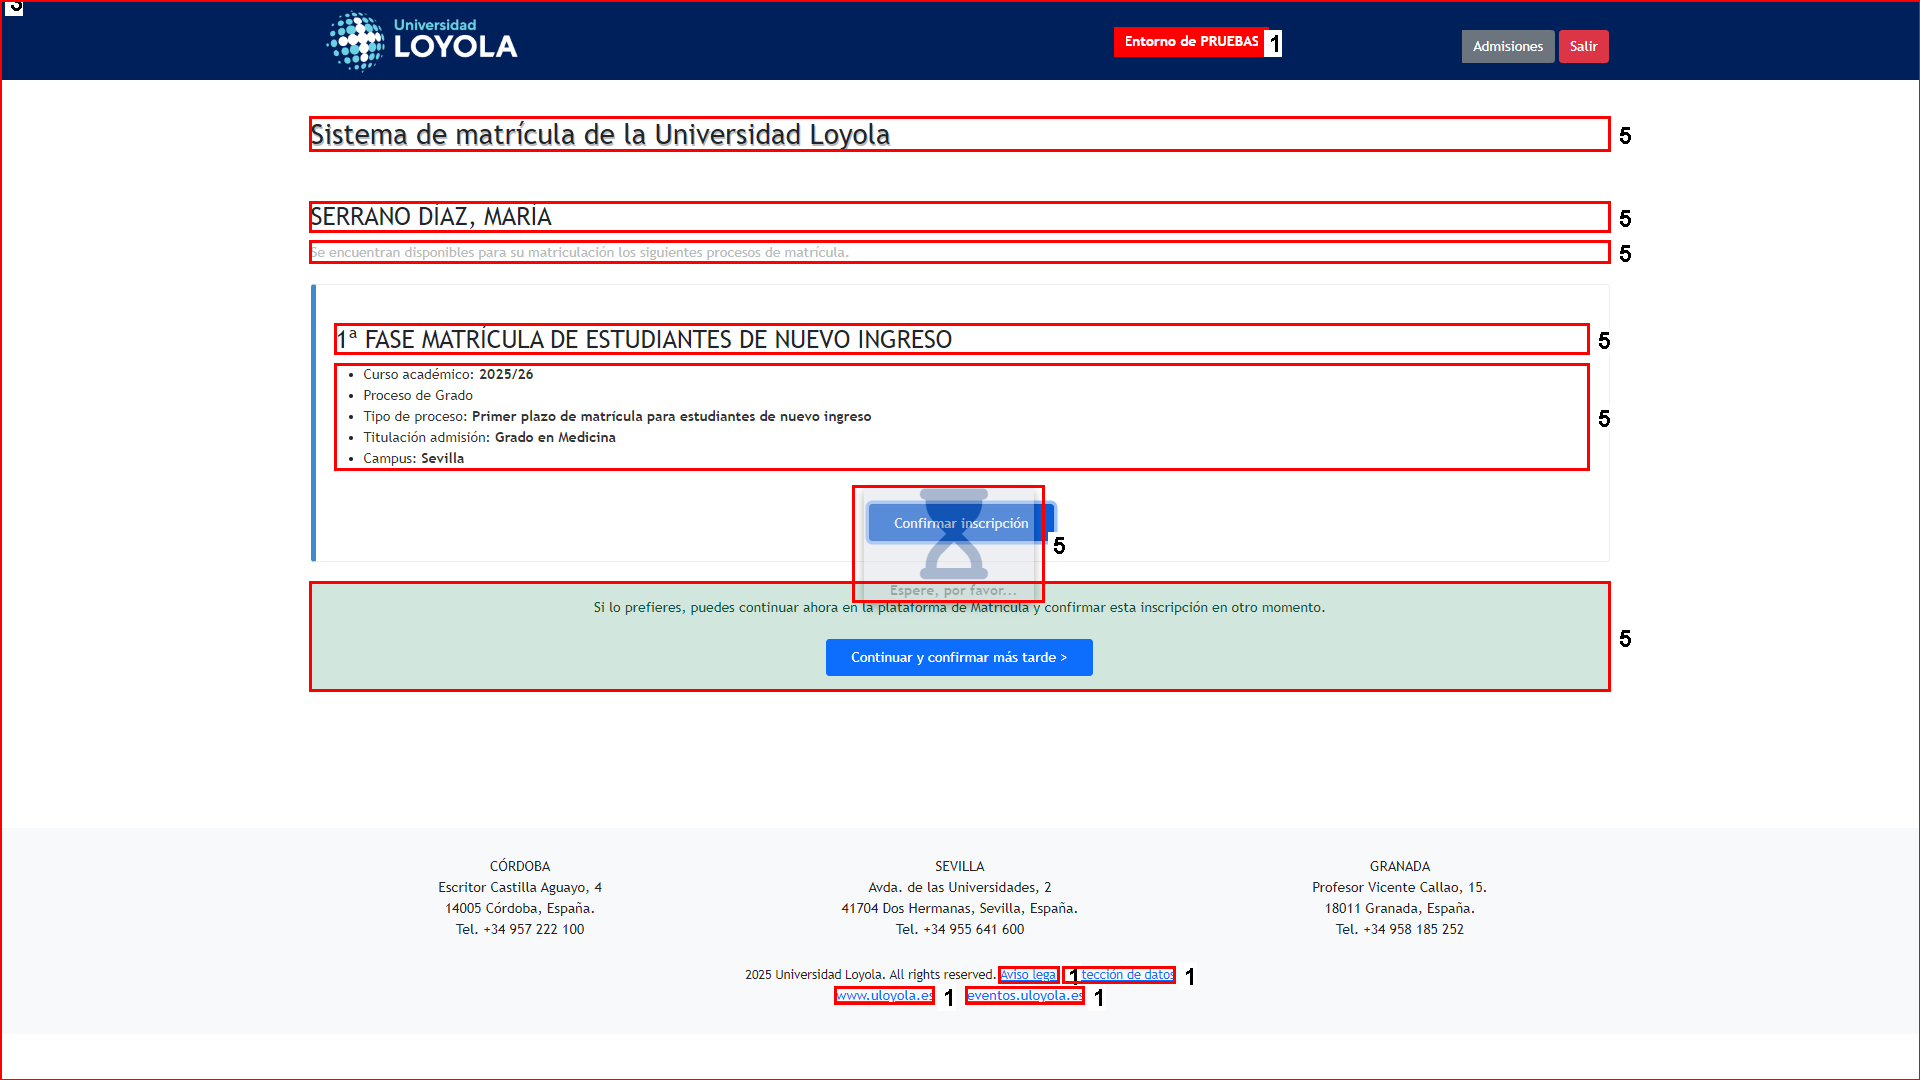 3
Universidad
LOYOLA
Entorno de PRUEBAS 1
Admisiones
Salir
Sistema de matrícula de la Universidad Loyola 5
SERRANO DÍAZ, MARÍA 5
Se encuentran disponibles para su matriculación los siguientes procesos de matrícula. 5
1ª FASE MATRÍCULA DE ESTUDIANTES DE NUEVO INGRESO 5
• Curso académico: 2025/26
• Proceso de Grado
• Tipo de proceso: Primer plazo de matrícula para estudiantes de nuevo ingreso 5
• Titulación admisión: Grado en Medicina
• Campus: Sevilla
Confirmar inscripción
5
Espere, por favor...
Si lo prefieres, puedes continuar ahora en la plataforma de Matrícula y confirmar esta inscripción en otro momento.
5
Continuar y confirmar más tarde >
CÓRDOBA
Escritor Castilla Aguayo, 4
14005 Córdoba, España.
Tel. +34 957 222 100
SEVILLA
Avda. de las Universidades, 2
41704 Dos Hermanas, Sevilla, España.
Tel. +34 955 641 600
GRANADA
Profesor Vicente Callao, 15.
18011 Granada, España.
Tel. +34 958 185 252
2025 Universidad Loyola. All rights reserved. Aviso legal 1 tección de datos 1
www.uloyola.es 1 eventos.uloyola.es 1